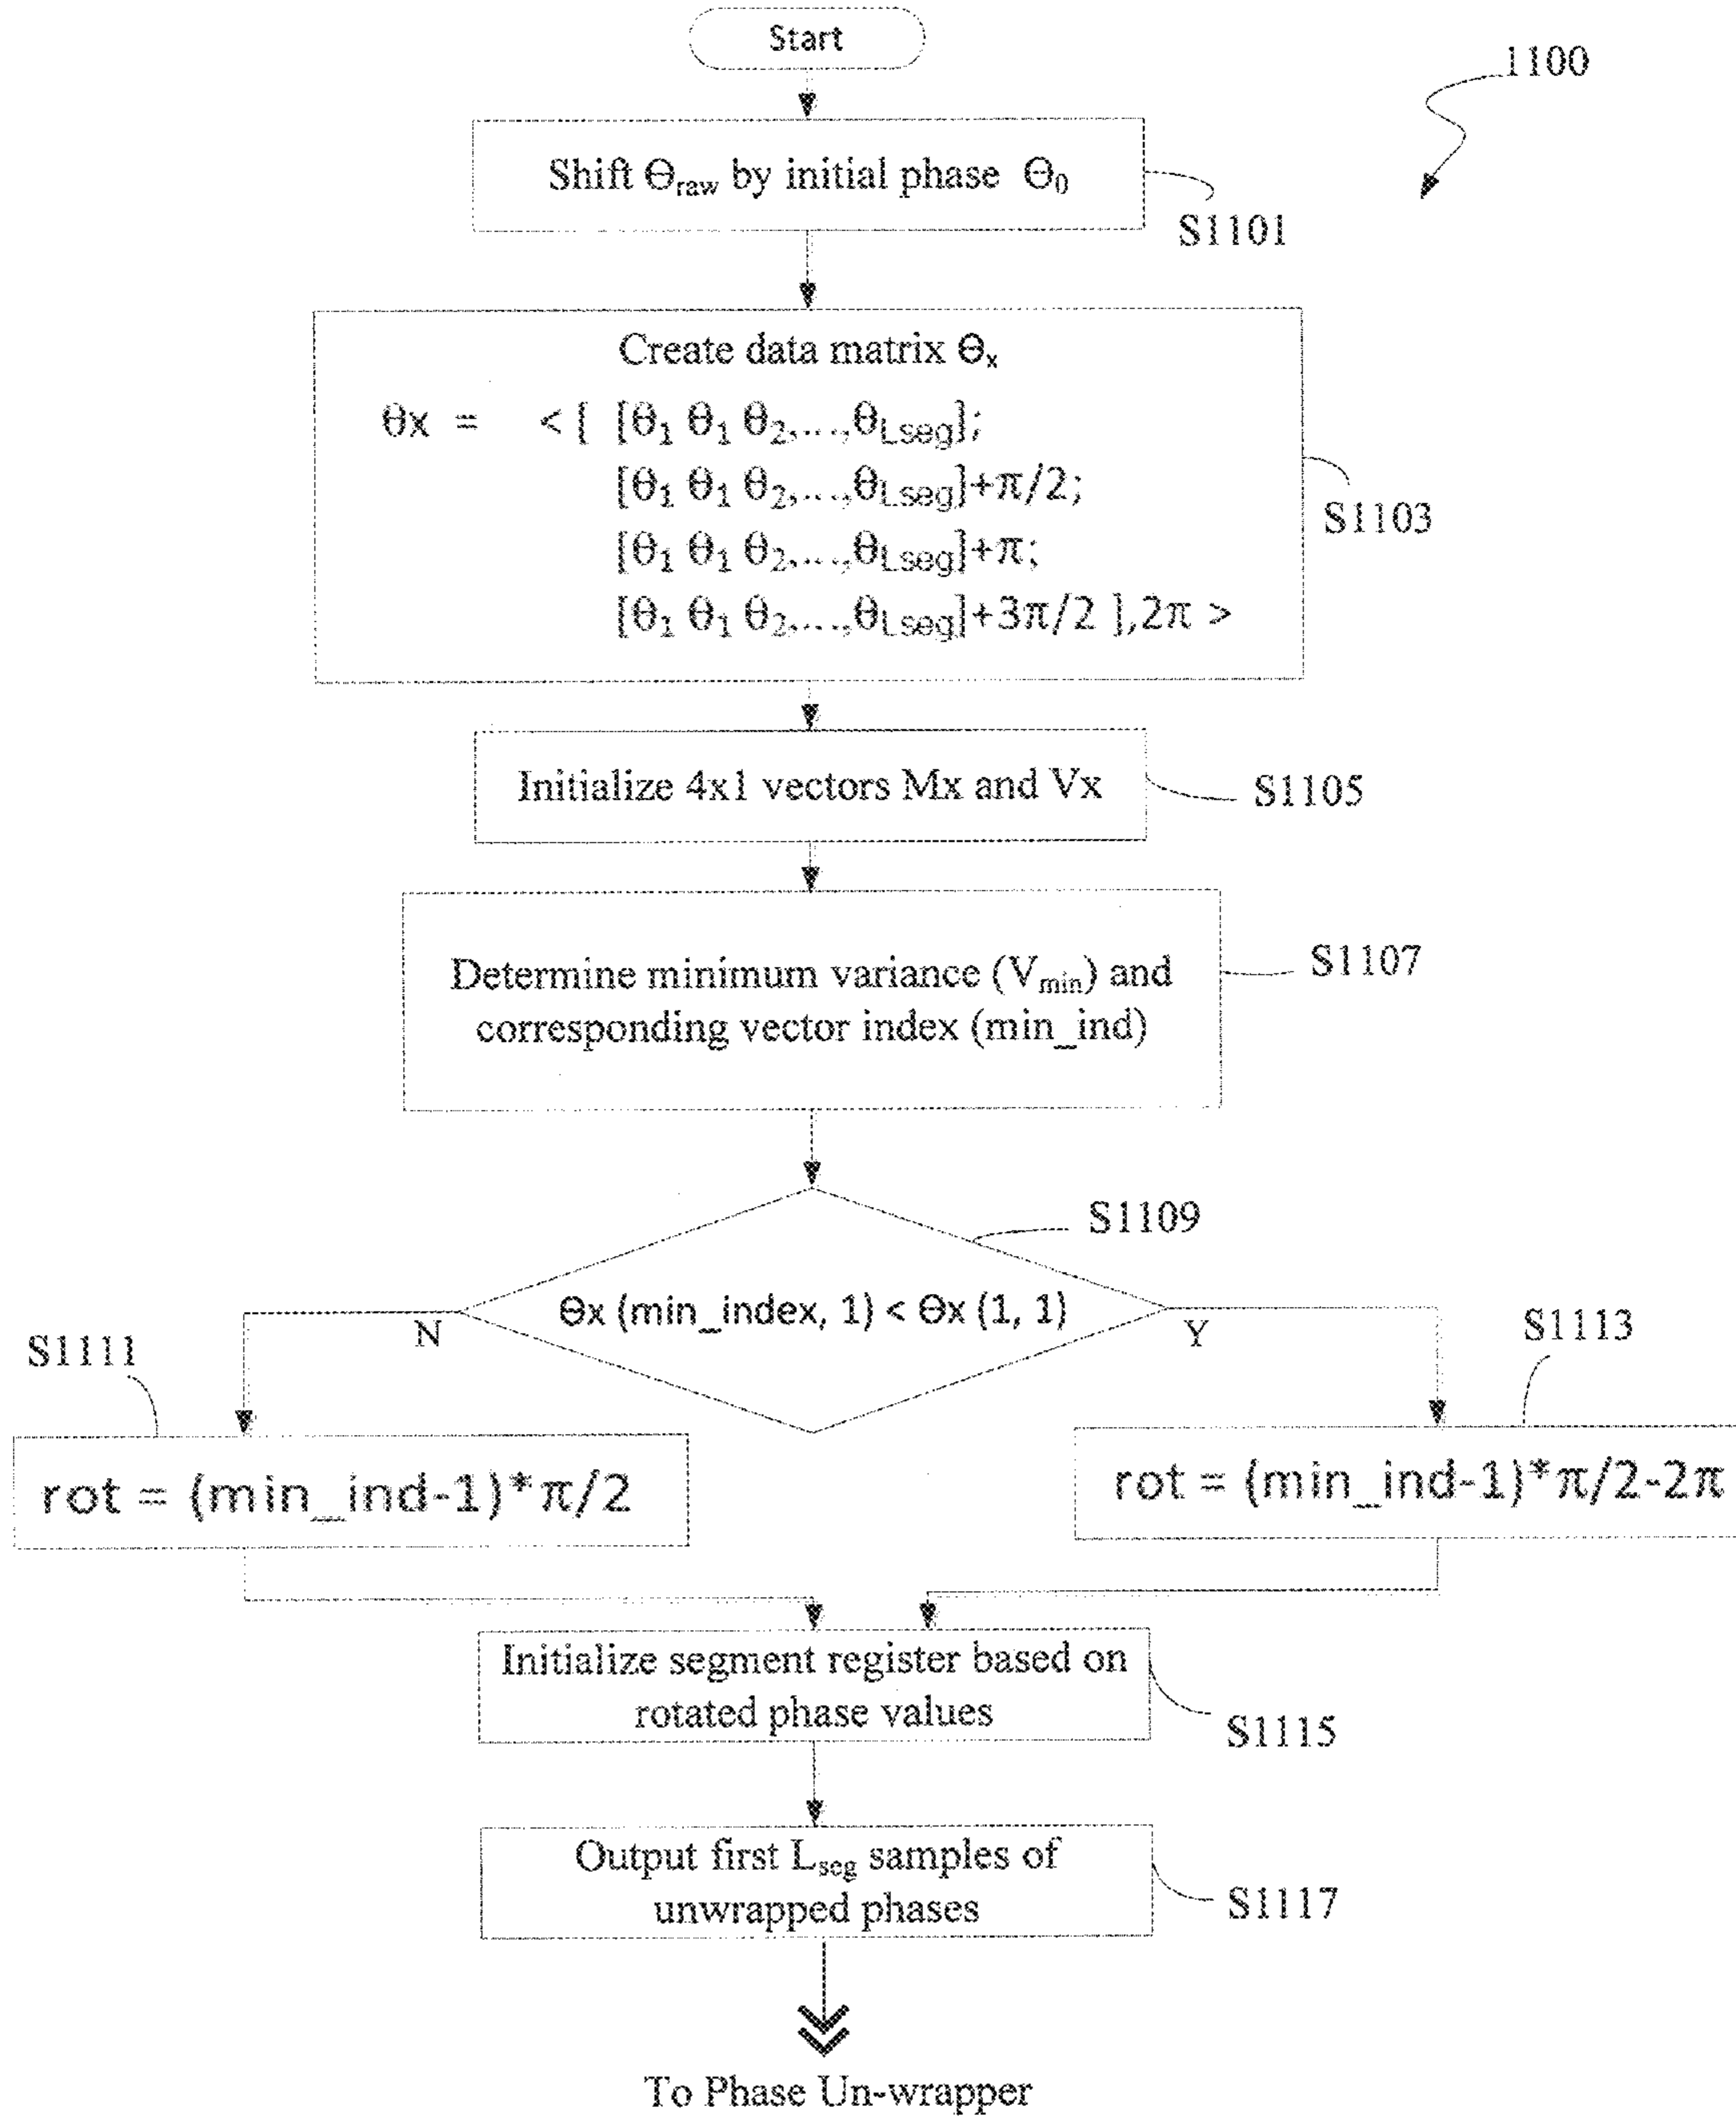 Start
1100
Shift Θraw by initial phase Θ0
S1101
Create data matrix Θx
θx = < [ [θ1 θ1 θ2,...,θLseg];
[θ1 θ1 θ2,...,θLseg]+π/2;
[θ1 θ1 θ2,...,θLseg]+π;
[θ1 θ1 θ2,...,θLseg]+3π/2 ],2π >
S1103
Initialize 4x1 vectors Mx and Vx
S1105
Determine minimum variance (Vmin) and
corresponding vector index (min_ind)
S1107
S1109
Θx (min_index, 1) < Θx (1, 1)
N
Y
S1111
S1113
rot = (min_ind-1)*π/2
rot = (min_ind-1)*π/2-2π
Initialize segment register based on
rotated phase values
S1115
Output first Lseg samples of
unwrapped phases
S1117
To Phase Un-wrapper